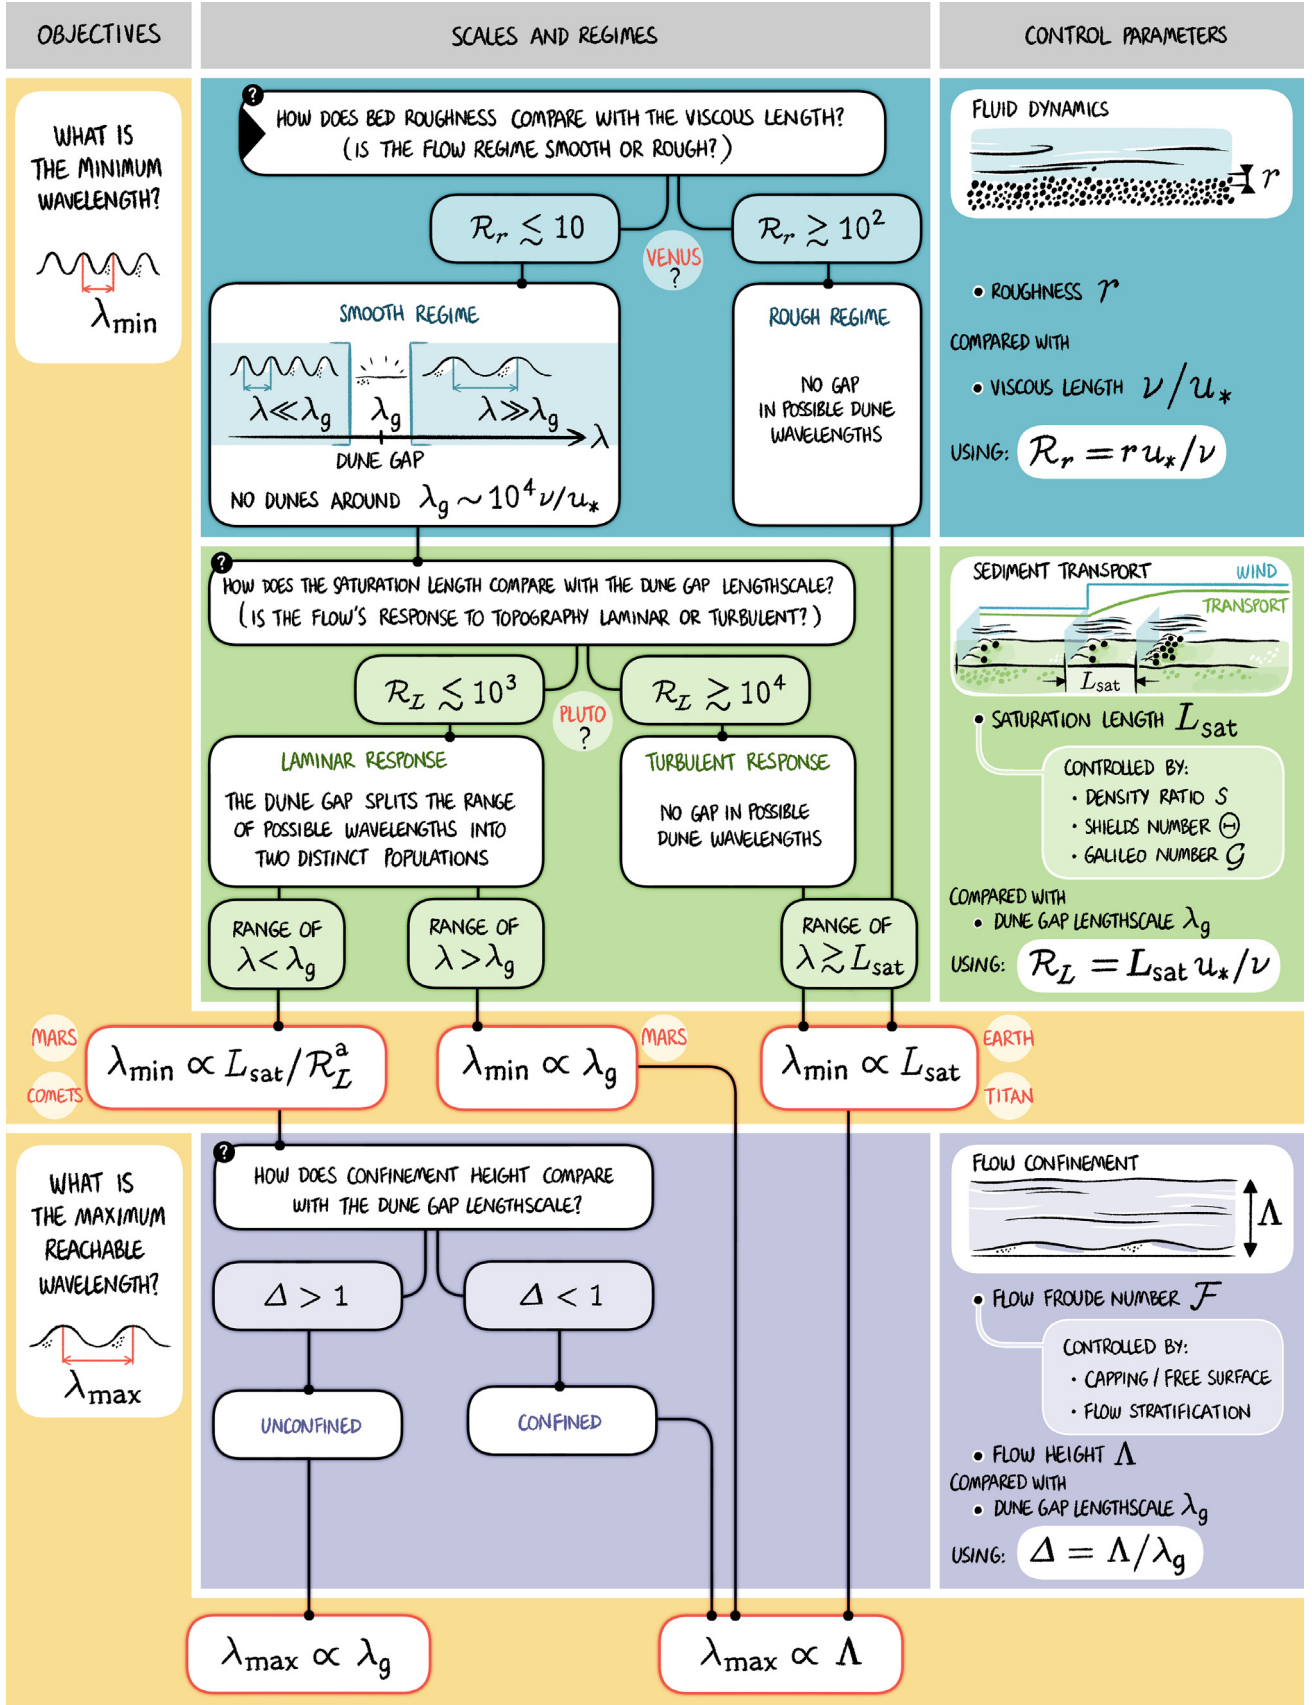 OBJECTIVES
SCALES AND REGIMES
CONTROL PARAMETERS
WHAT IS
THE MINIMUM
WAVELENGTH?
λmin
?
HOW DOES BED ROUGHNESS COMPARE WITH THE VISCOUS LENGTH?
(IS THE FLOW REGIME SMOOTH OR ROUGH?)
ℛr ≲ 10
ℛr ≳ 10²
VENUS
?
SMOOTH REGIME
λ≪λg
λg
λ≫λg
λ
DUNE GAP
NO DUNES AROUND λg ~ 10⁴ ν/u*
ROUGH REGIME
NO GAP
IN POSSIBLE DUNE
WAVELENGTHS
FLUID DYNAMICS
r
• ROUGHNESS r
COMPARED WITH
• VISCOUS LENGTH ν/u*
USING: ℛr = r u*/ν
?
HOW DOES THE SATURATION LENGTH COMPARE WITH THE DUNE GAP LENGTHSCALE?
(IS THE FLOW'S RESPONSE TO TOPOGRAPHY LAMINAR OR TURBULENT?)
ℛL ≲ 10³
ℛL ≳ 10⁴
PLUTO
?
LAMINAR RESPONSE
THE DUNE GAP SPLITS THE RANGE
OF POSSIBLE WAVELENGTHS INTO
TWO DISTINCT POPULATIONS
TURBULENT RESPONSE
NO GAP IN POSSIBLE
DUNE WAVELENGTHS
RANGE OF
λ < λg
RANGE OF
λ > λg
RANGE OF
λ ≳ Lsat
SEDIMENT TRANSPORT
WIND
TRANSPORT
Lsat
• SATURATION LENGTH Lsat
CONTROLLED BY:
• DENSITY RATIO S
• SHIELDS NUMBER Θ
• GALILEO NUMBER G
COMPARED WITH
• DUNE GAP LENGTHSCALE λg
USING: ℛL = Lsat u*/ν
MARS
COMETS
λmin ∝ Lsat/ℛLᵃ
λmin ∝ λg
MARS
λmin ∝ Lsat
EARTH
TITAN
WHAT IS
THE MAXIMUM
REACHABLE
WAVELENGTH?
λmax
?
HOW DOES CONFINEMENT HEIGHT COMPARE
WITH THE DUNE GAP LENGTHSCALE?
Δ > 1
Δ < 1
UNCONFINED
CONFINED
FLOW CONFINEMENT
Λ
• FLOW FROUDE NUMBER ℱ
CONTROLLED BY:
• CAPPING / FREE SURFACE
• FLOW STRATIFICATION
• FLOW HEIGHT Λ
COMPARED WITH
• DUNE GAP LENGTHSCALE λg
USING: Δ = Λ/λg
λmax ∝ λg
λmax ∝ Λ